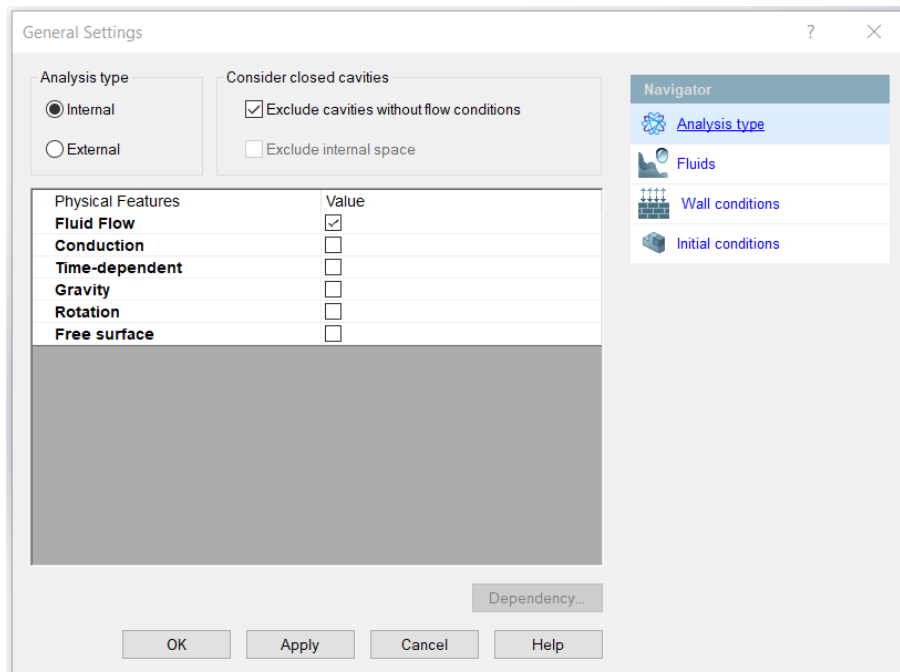 General Settings
?
Analysis type
Internal
External
Consider closed cavities
Exclude cavities without flow conditions
Exclude internal space
Physical Features Value
Fluid Flow
Conduction
Time-dependent
Gravity
Rotation
Free surface
Dependency...
OK Apply Cancel Help
Navigator
Analysis type
Fluids
Wall conditions
Initial conditions